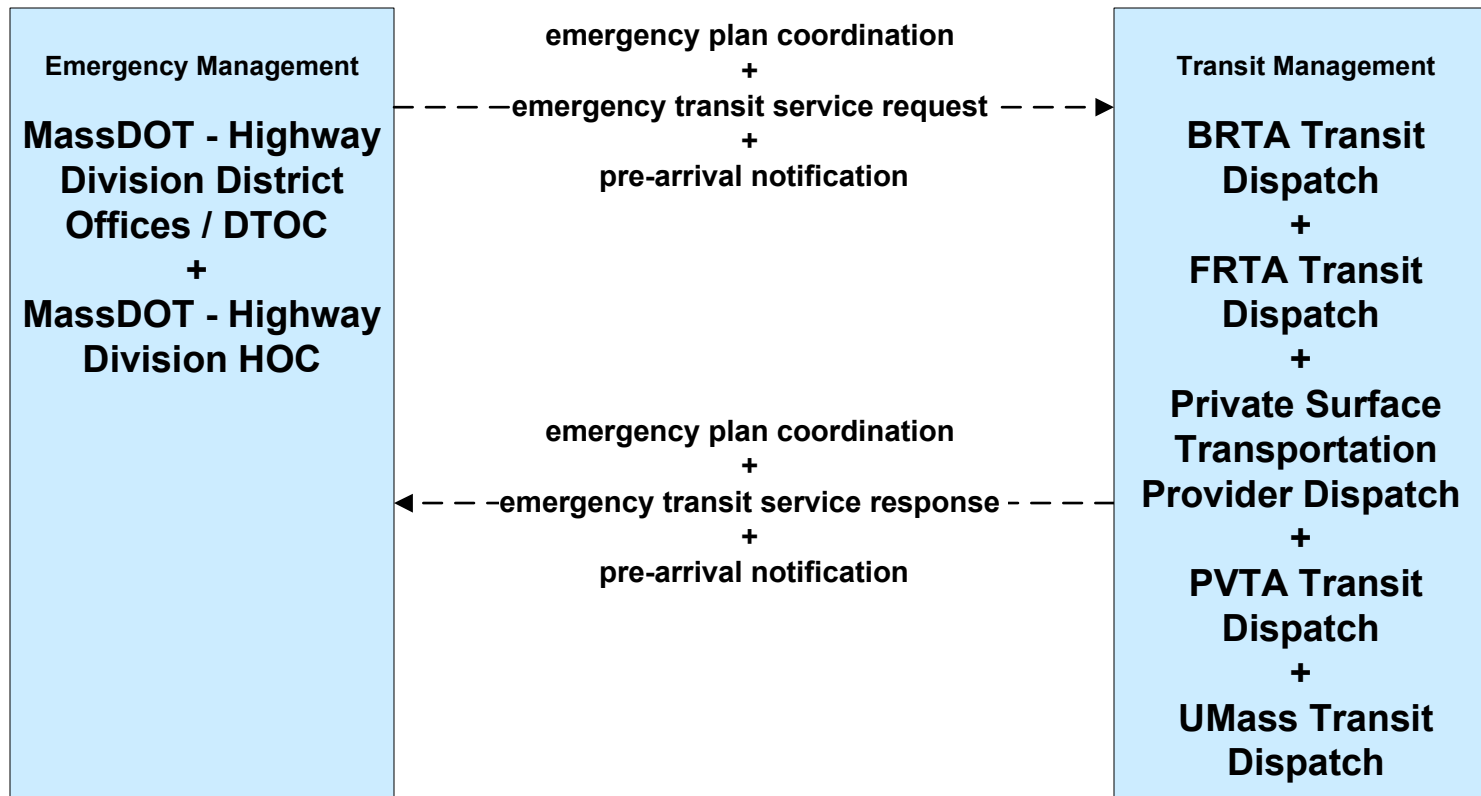 Emergency Management
MassDOT - Highway
Division District
Offices / DTOC
+
MassDOT - Highway
Division HOC
emergency plan coordination
+
emergency transit service request
+
pre-arrival notification
emergency plan coordination
+
emergency transit service response
+
pre-arrival notification
Transit Management
BRTA Transit
Dispatch
+
FRTA Transit
Dispatch
+
Private Surface
Transportation
Provider Dispatch
+
PVTA Transit
Dispatch
+
UMass Transit
Dispatch